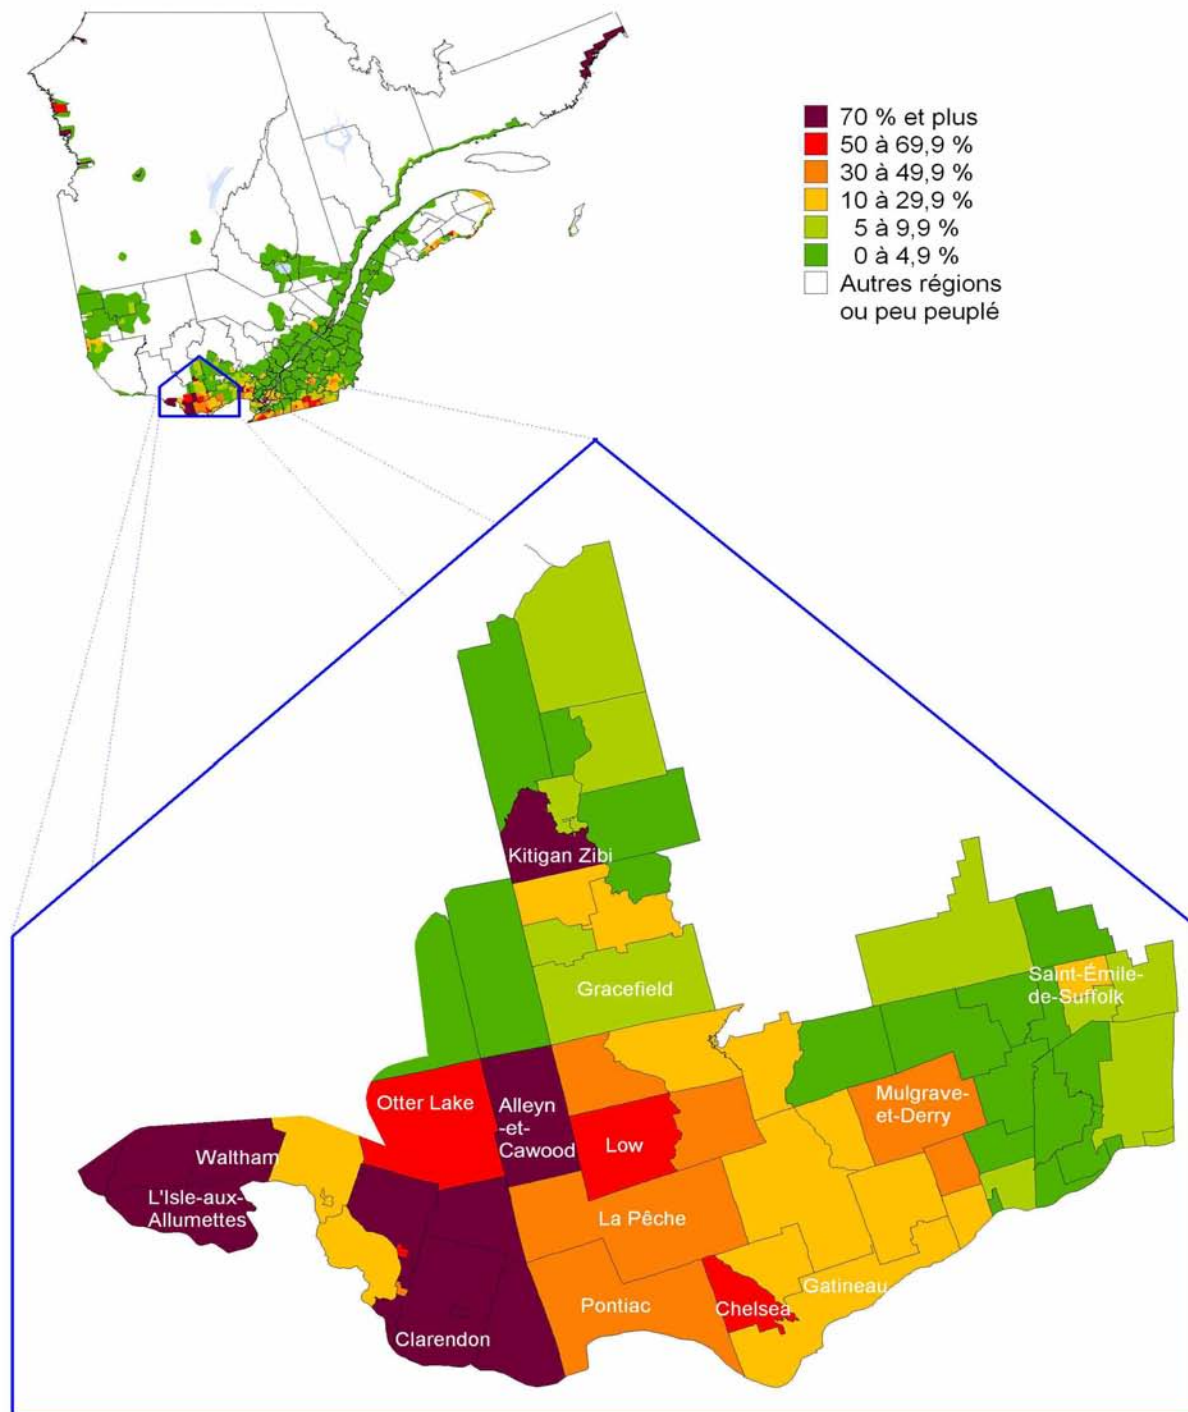 70 % et plus
50 à 69,9 %
30 à 49,9 %
10 à 29,9 %
5 à 9,9 %
0 à 4,9 %
Autres régions
ou peu peuplé
Kitigan Zibi
Gracefield
Saint-Émile-
de-Suffolk
Otter Lake
Alleyn
-et-
Cawood
Mulgrave-
et-Derry
Low
Waltham
L'Isle-aux-
Allumettes
La Pêche
Gatineau
Pontiac
Chelsea
Clarendon